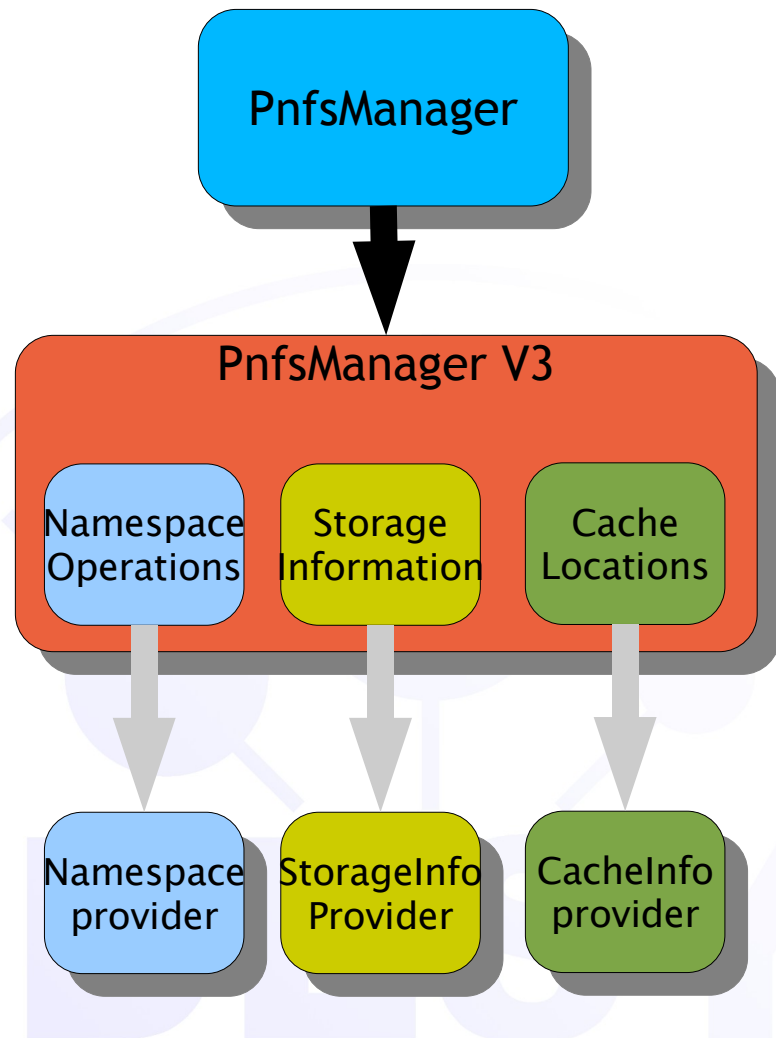 PnfsManager
PnfsManager V3
Namespace
Operations
Storage
Information
Cache
Locations
Namespace
provider
StorageInfo
Provider
CacheInfo
provider